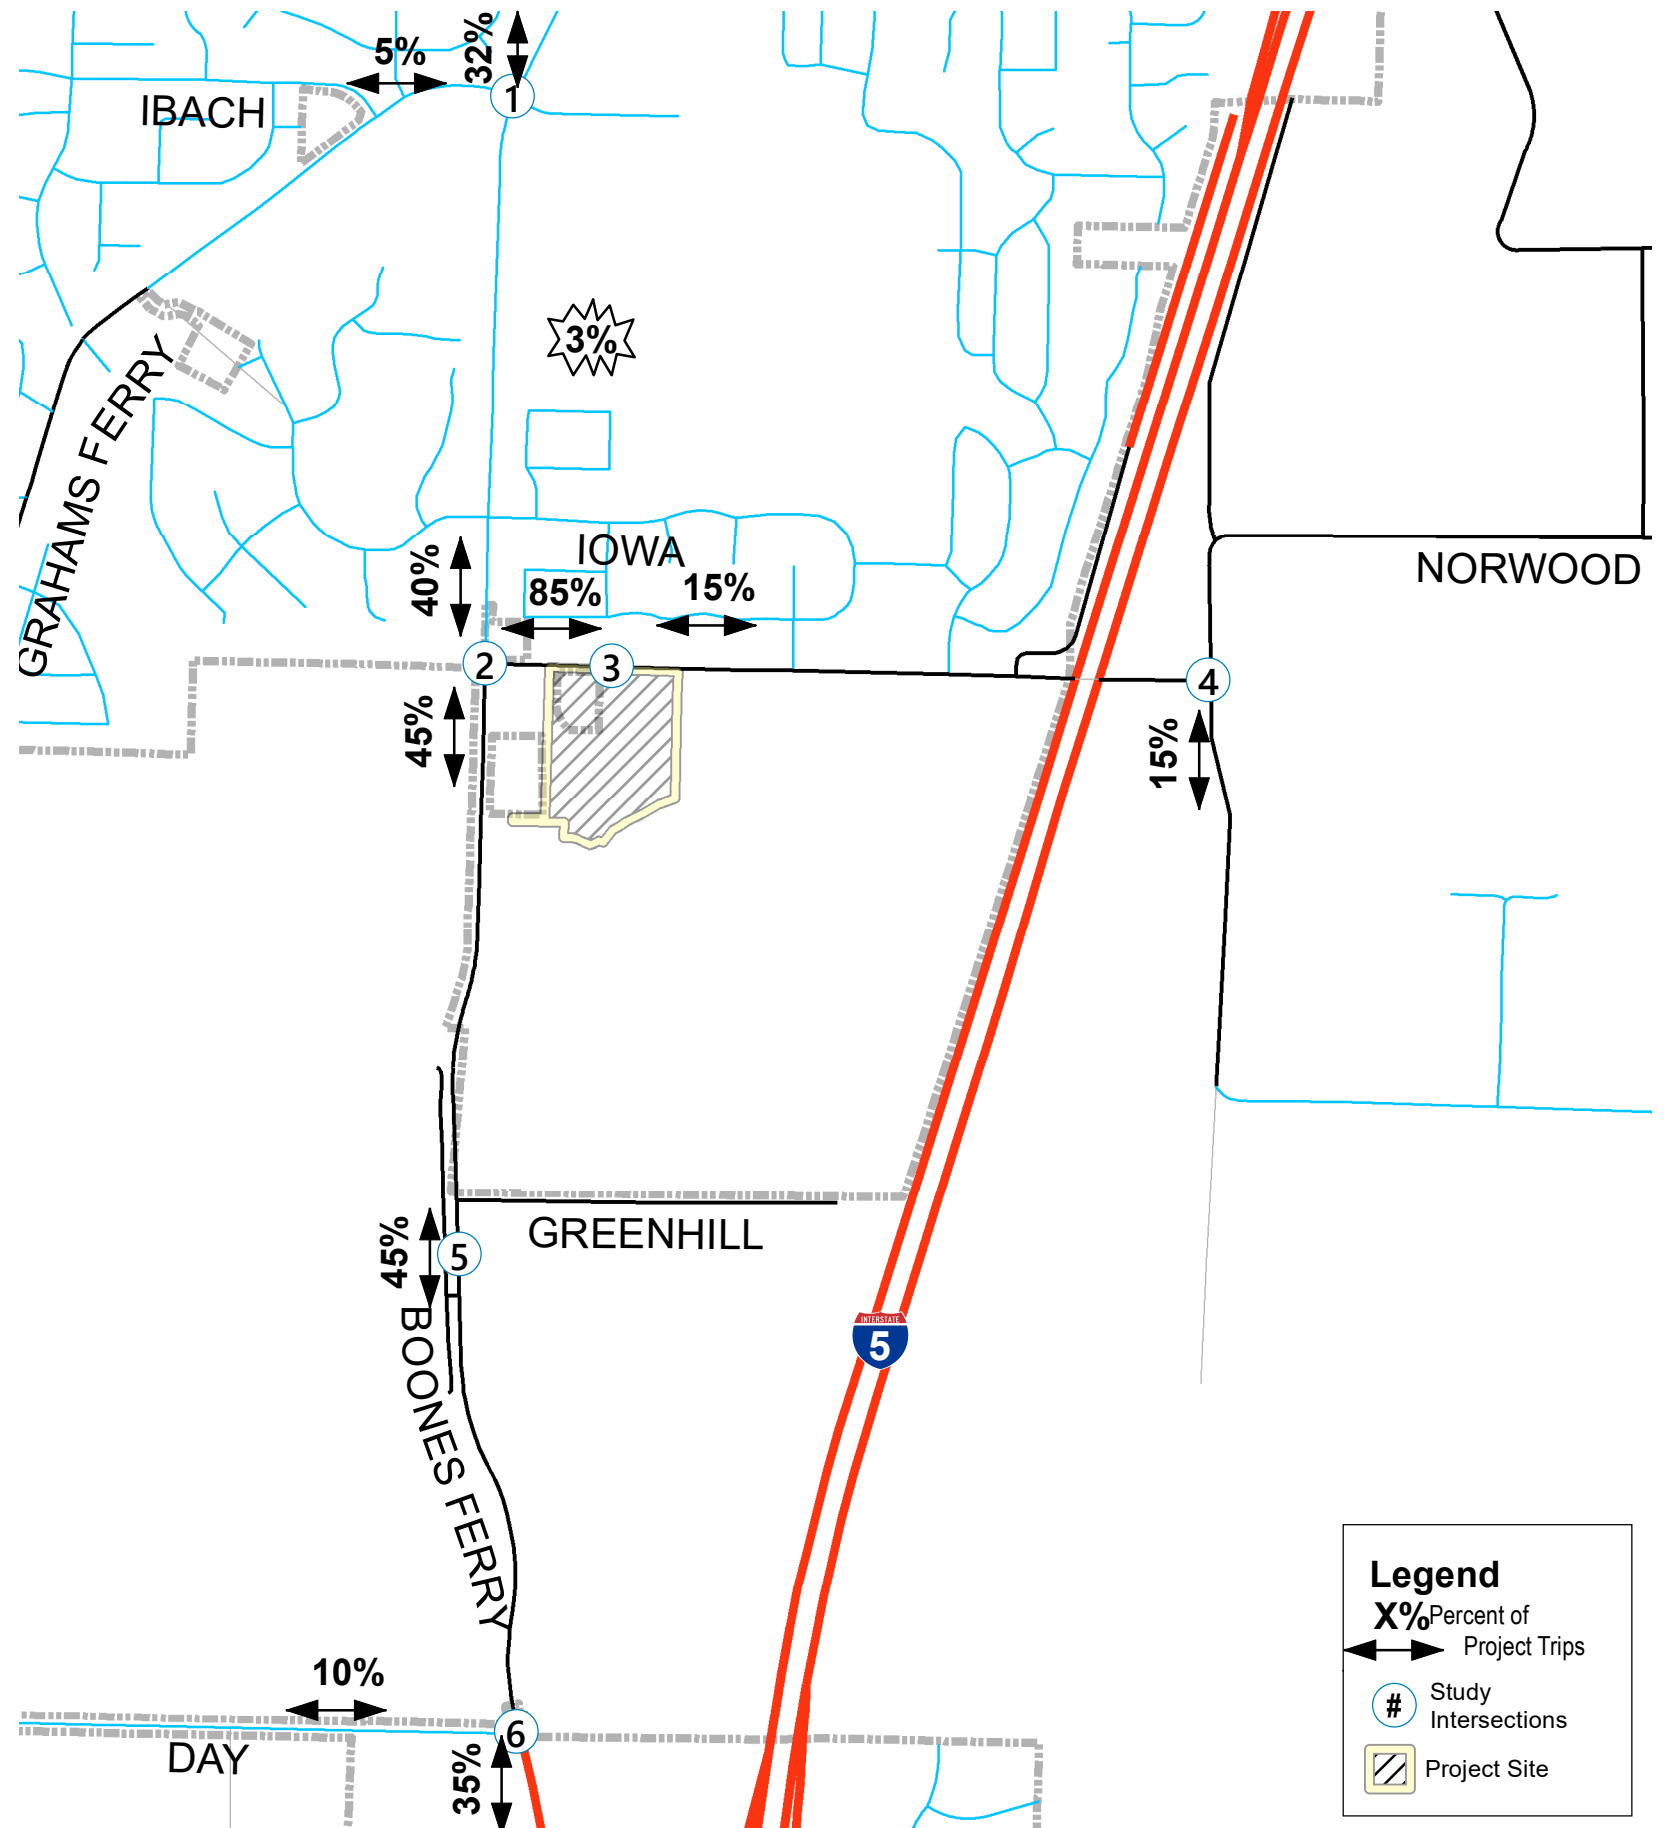 5%
32%
1
IBACH
3%
GRAHAMS FERRY
IOWA
40%
85%
15%
NORWOOD
2
3
4
45%
15%
GREENHILL
45%
5
BOONES FERRY
INTERSTATE
5
10%
6
DAY
35%
Legend
X% Percent of
Project Trips
# Study
Intersections
Project Site